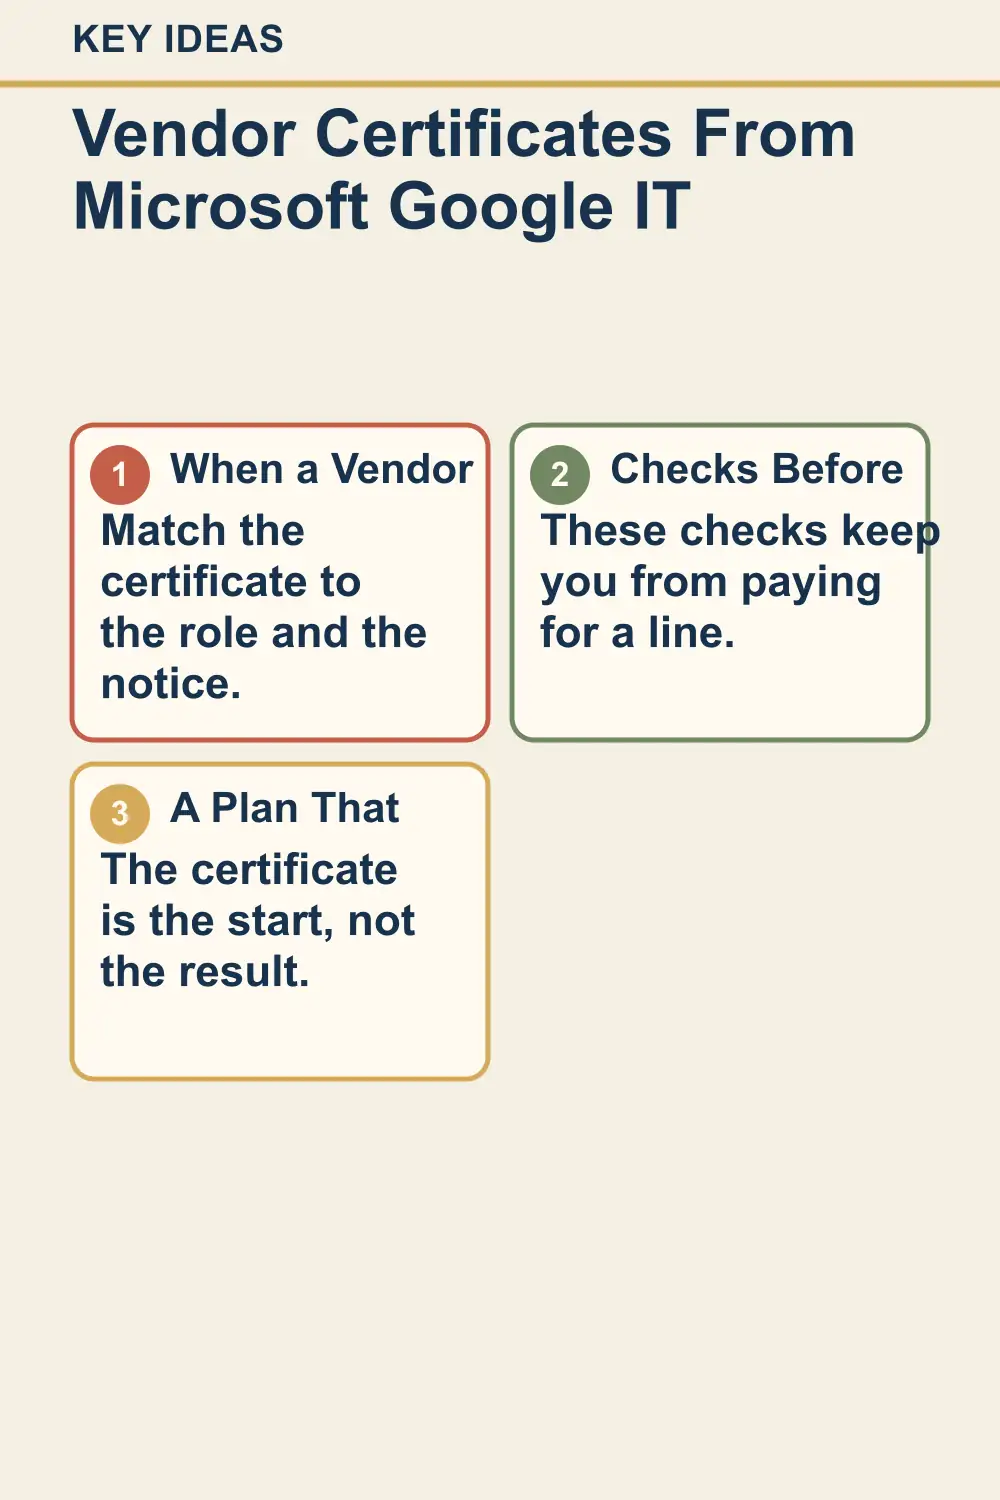 KEY IDEAS
Vendor Certificates From
Microsoft Google IT
1 When a Vendor
Match the
certificate to
the role and the
notice.
2 Checks Before
These checks keep
you from paying
for a line.
3 A Plan That
The certificate
is the start, not
the result.